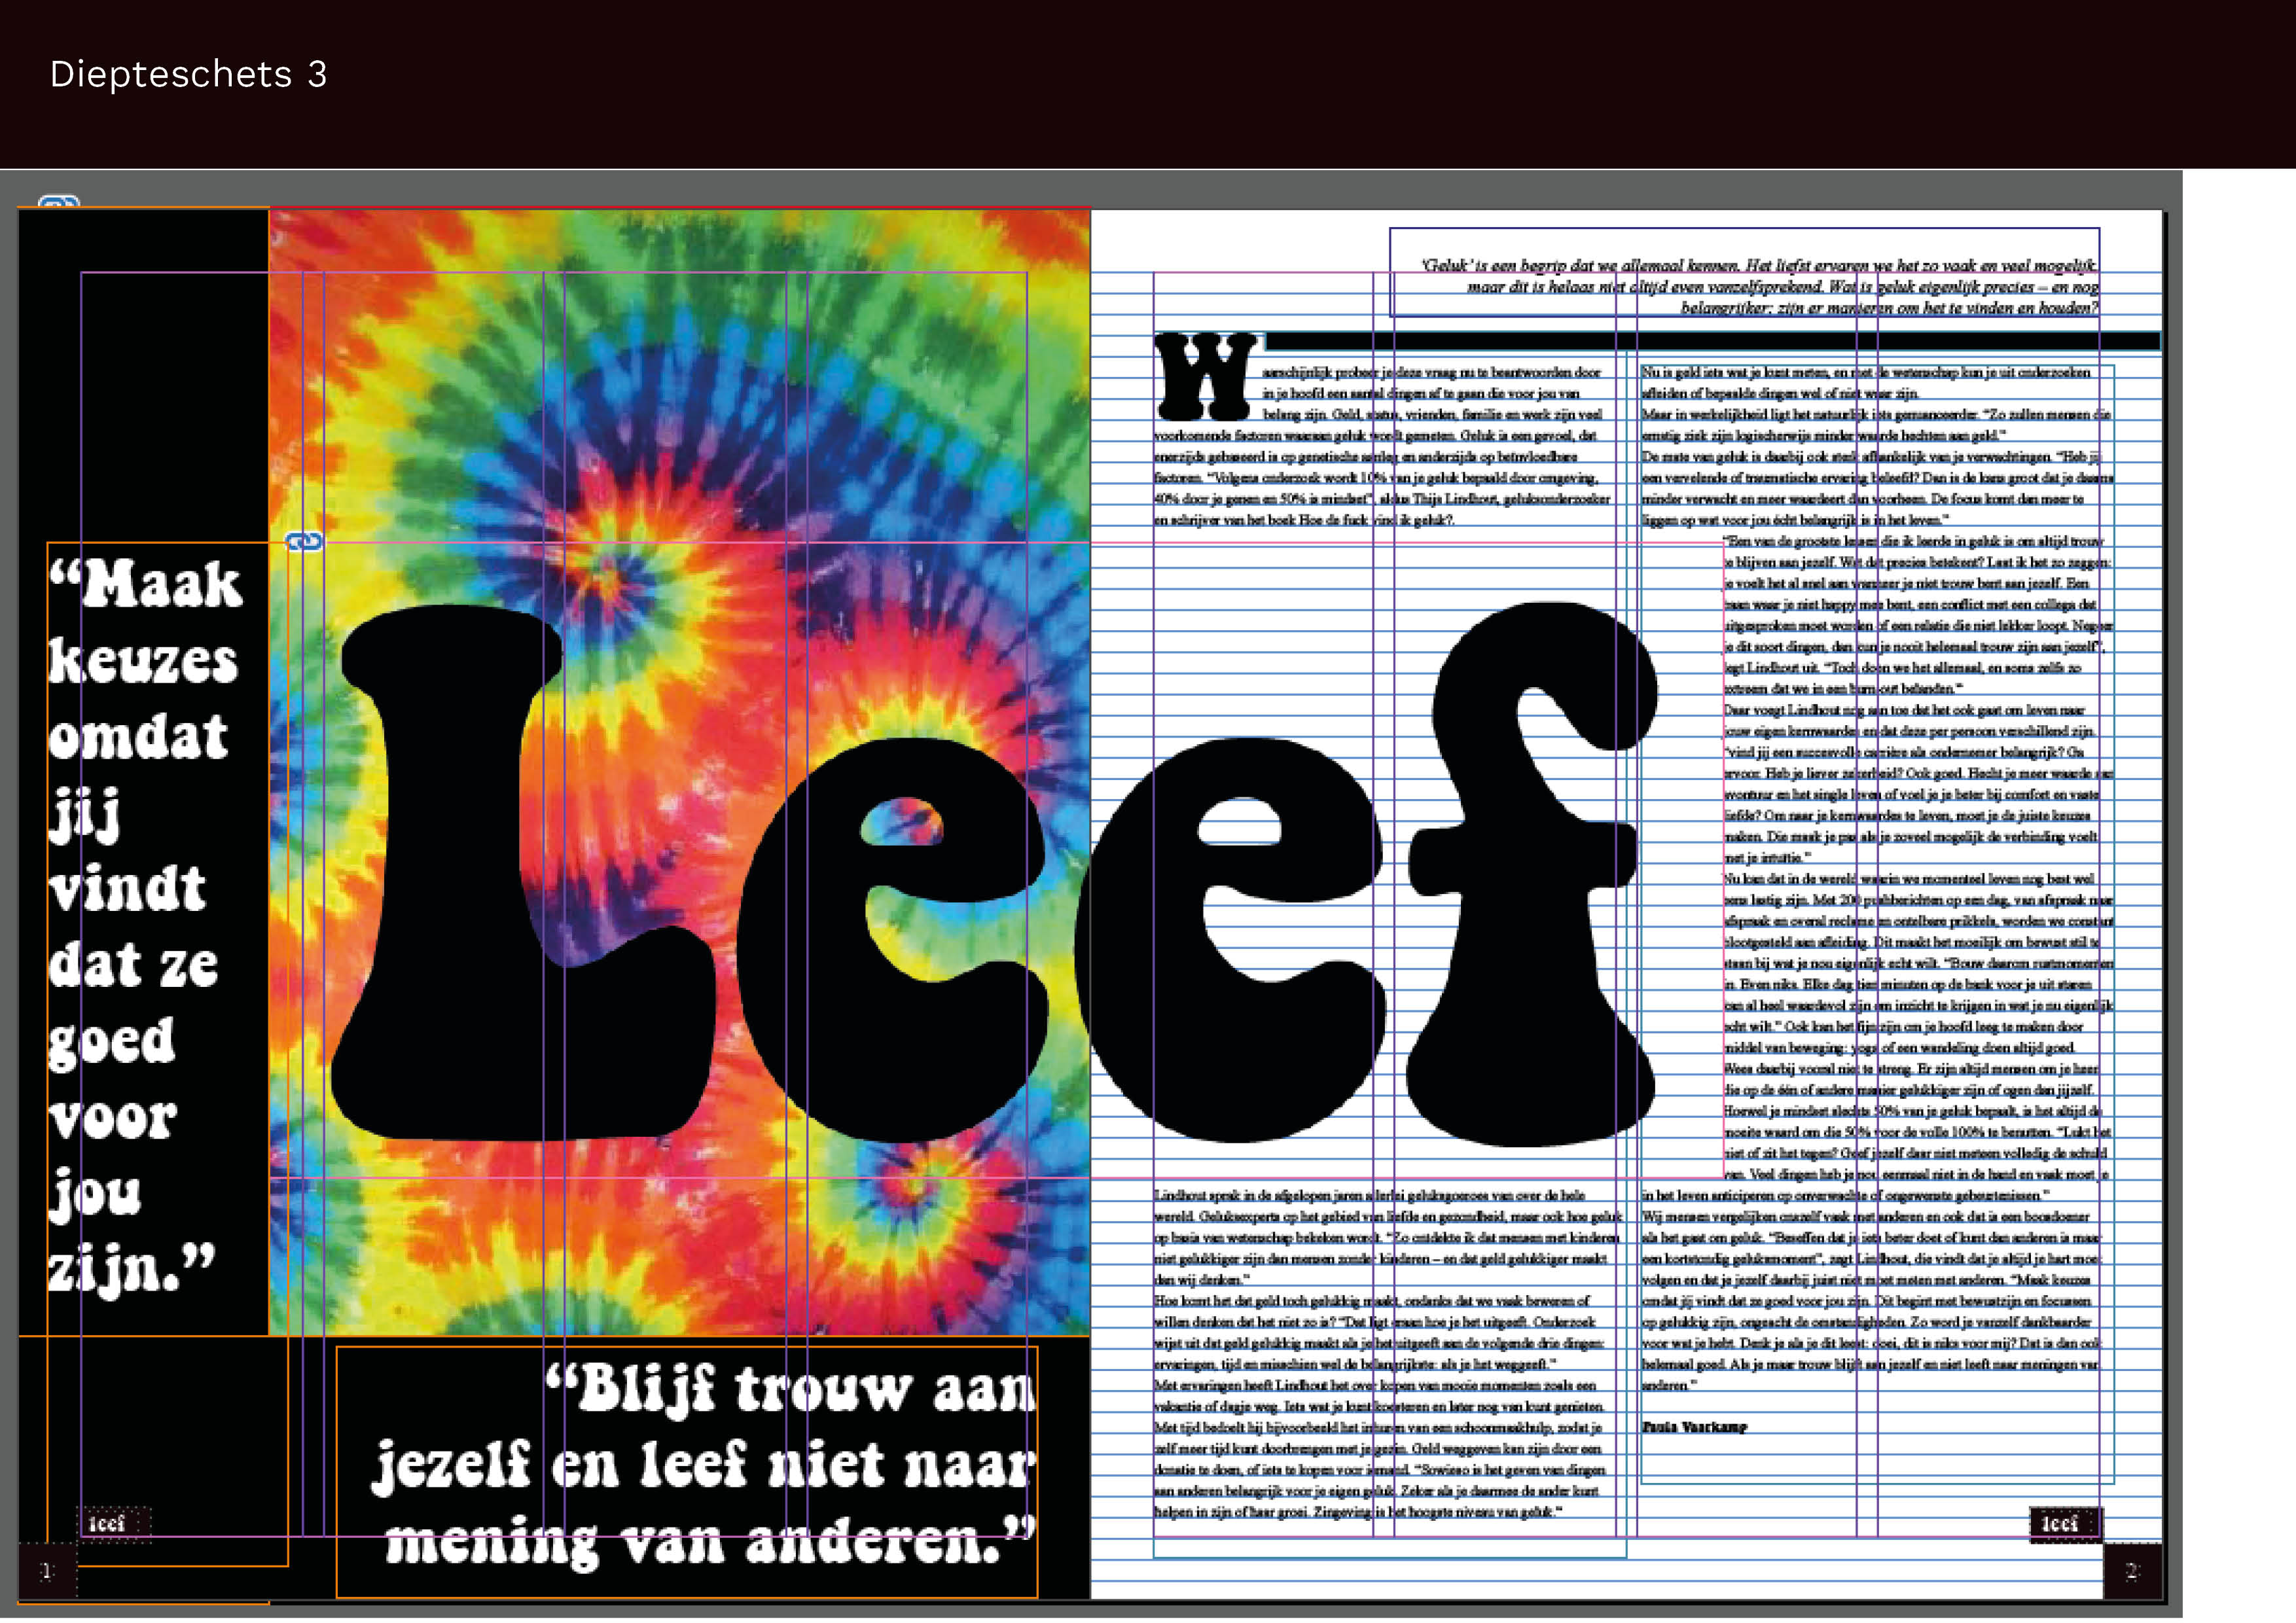 Diepteschets 3
“Maak
keuzes
omdat
jij
vindt
dat ze
goed
voor
jou
zijn.”
“Blijf trouw aan
jezelf en leef niet naar
mening van anderen.”
leef
1
Leef
'Geluk' is een begrip dat we allemaal kennen. Het liefst ervaren we het zo vaak en veel mogelijk,
maar dit is helaas niet altijd even vanzelfsprekend. Wat is geluk eigenlijk precies – en nog
belangrijker: zijn er manieren om het te vinden en houden?
W
aarschijnlijk probeer je deze vraag nu te beantwoorden door
in je hoofd een aantal dingen af te gaan die voor jou van
belang zijn. Geld, status, vrienden, familie en werk zijn veel
voorkomende factoren waaraan geluk wordt gemeten. Geluk is een gevoel, dat
enerzijds gebaseerd is op genetische aanleg en anderzijds op beïnvloedbare
factoren. “Volgens onderzoek wordt 10% van je geluk bepaald door omgeving,
40% door je genen en 50% is mindset”, aldus Thijs Lindhout, geluksonderzoeker
en schrijver van het boek Hoe de fuck vind ik geluk?.
Lindhout sprak in de afgelopen jaren allerlei geluksgoeroes van over de hele
wereld. Geluksexperts op het gebied van liefde en gezondheid, maar ook hoe geluk
op basis van wetenschap bekeken wordt. “Zo ontdekte ik dat mensen met kinderen
niet gelukkiger zijn dan mensen zonder kinderen – en dat geld gelukkiger maakt
dan wij denken.”
Hoe komt het dat geld toch gelukkig maakt, ondanks dat we vaak beweren of
willen denken dat het niet zo is? “Dat ligt eraan hoe je het uitgeeft. Onderzoek
wijst uit dat geld gelukkig maakt als je het uitgeeft aan de volgende drie dingen:
ervaringen, tijd en misschien wel de belangrijkste: als je het weggeeft.”
Met ervaringen heeft Lindhout het over kopen van mooie momenten zoals een
vakantie of dagje weg. Iets wat je kunt koesteren en later nog van kunt genieten.
Met tijd bedoelt hij bijvoorbeeld het inhuren van een schoonmaakhulp, zodat je
zelf meer tijd kunt doorbrengen met je gezin. Geld weggeven kan zijn door een
donatie te doen, of iets te kopen voor iemand. “Sowieso is het geven van dingen
aan anderen belangrijk voor je eigen geluk. Zeker als je daarmee de ander kunt
helpen in zijn of haar groei. Zingeving is het hoogste niveau van geluk.”
Nu is geld iets wat je kunt meten, en met de wetenschap kun je uit onderzoeken
afleiden of bepaalde dingen wel of niet waar zijn.
Maar in werkelijkheid ligt het natuurlijk iets genuanceerder. “Zo zullen mensen die
ernstig ziek zijn logischerwijs minder waarde hechten aan geld.”
De mate van geluk is daarbij ook sterk afhankelijk van je verwachtingen. “Heb jij
een vervelende of traumatische ervaring beleefd? Dan is de kans groot dat je daarna
minder verwacht en meer waardeert dan voorheen. De focus komt dan meer te
liggen op wat voor jou écht belangrijk is in het leven.”
“Een van de grootste lessen die ik leerde in geluk is om altijd trouw
te blijven aan jezelf. Wat dat precies betekent? Laat ik het zo zeggen:
je voelt het al snel aan wanneer je niet trouw bent aan jezelf. Een
baan waar je niet happy mee bent, een conflict met een collega dat
uitgesproken moet worden of een relatie die niet lekker loopt. Negeer
je dit soort dingen, dan kun je nooit helemaal trouw zijn aan jezelf”,
legt Lindhout uit. “Toch doen we het allemaal, en soms zelfs zo
extreem dat we in een burn-out belanden.”
Daar voegt Lindhout nog aan toe dat het ook gaat om leven naar
jouw eigen kernwaarden en dat deze per persoon verschillend zijn.
“vind jij een succesvolle carrière als ondernemer belangrijk? Ga
ervoor. Heb je liever zekerheid? Ook goed. Hecht je meer waarde aan
avontuur en het single leven of voel je je beter bij comfort en vaste
liefde? Om naar je kernwaardes te leven, moet je de juiste keuzes
maken. Die maak je pas als je zoveel mogelijk de verbinding voelt
met je intuïtie.”
Nu kan dat in de wereld waarin we momenteel leven nog best wel
eens lastig zijn. Met 200 pushberichten op een dag, van afspraak naar
afspraak en overal reclame en ontelbare prikkels, worden we constant
blootgesteld aan afleiding. Dit maakt het moeilijk om bewust stil te
staan bij wat je nou eigenlijk echt wilt. “Bouw daarom rustmomenten
in. Even niks. Elke dag tien minuten op de bank voor je uit staren
kan al heel waardevol zijn om inzicht te krijgen in wat je nu eigenlijk
echt wilt.” Ook kan het fijn zijn om je hoofd leeg te maken door
middel van beweging: yoga of een wandeling doen altijd goed.
Wees daarbij vooral niet te streng. Er zijn altijd mensen om je heen
die op de één of andere manier gelukkiger zijn of ogen dan jijzelf.
Hoewel je mindset slechts 50% van je geluk bepaalt, is het altijd de
moeite waard om die 50% voor de volle 100% te benutten. “Lukt het
niet of zit het tegen? Geef jezelf daar niet meteen volledig de schuld
van. Veel dingen heb je nou eenmaal niet in de hand en vaak moet je
in het leven anticiperen op onverwachte of ongewenste gebeurtenissen.”
Wij mensen vergelijken onszelf vaak met anderen en ook dat is een boosdoener
als het gaat om geluk. “Beseffen dat je iets beter doet of kunt dan anderen is maar
een kortstondig geluksmoment”, zegt Lindhout, die vindt dat je altijd je hart moet
volgen en dat je jezelf daarbij juist niet moet meten met anderen. “Maak keuzes
omdat jij vindt dat ze goed voor jou zijn. Dit begint met bewustzijn en focussen
op gelukkig zijn, ongeacht de omstandigheden. Zo word je vanzelf dankbaarder
voor wat je hebt. Denk je als je dit leest: doei, dit is niks voor mij? Dat is dan ook
helemaal goed. Als je maar trouw blijft aan jezelf en niet leeft naar meningen van
anderen.”
Paula Vaarkamp
leef
2